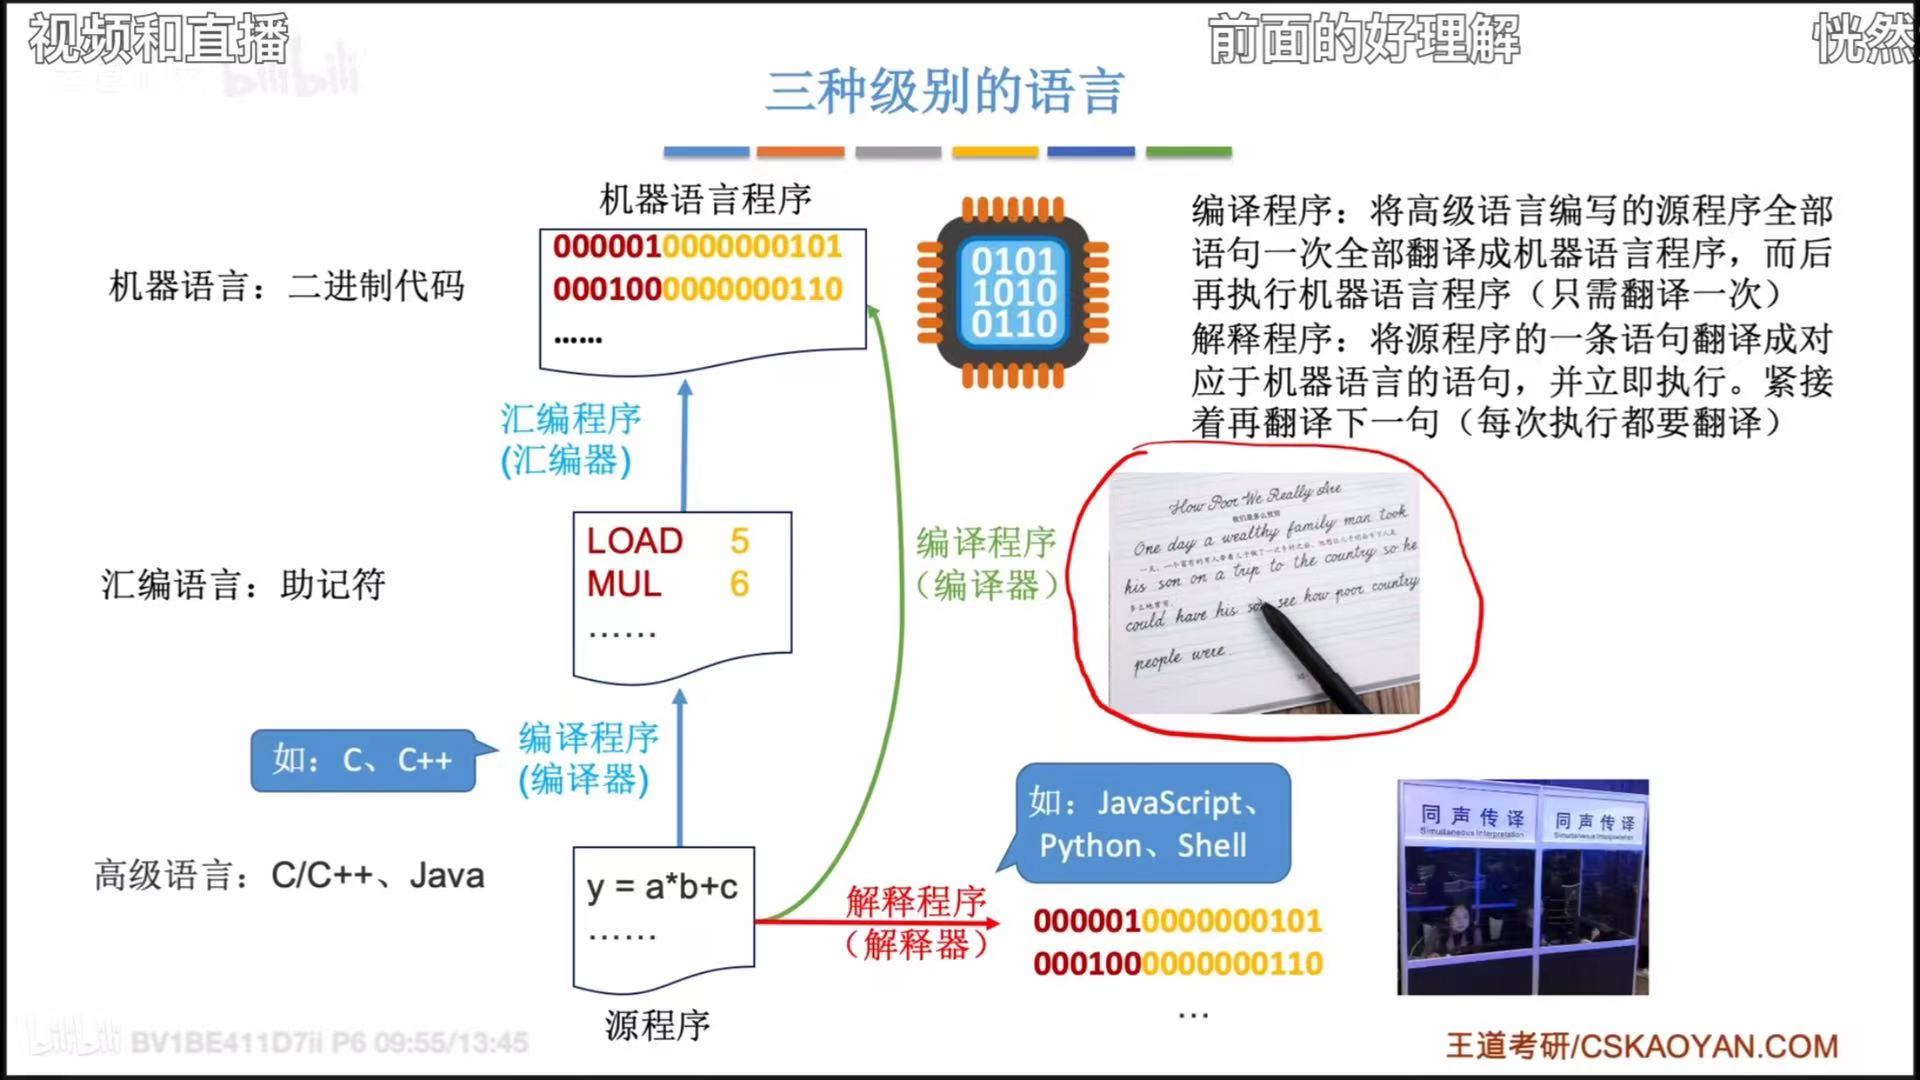 视频和直播
前面的好理解
恍然
bilibili
三种级别的语言
机器语言程序
0000010000000101
0001000000000110
......
0101
1010
0110
编译程序：将高级语言编写的源程序全部
语句一次全部翻译成机器语言程序，而后
再执行机器语言程序（只需翻译一次）
解释程序：将源程序的一条语句翻译成对
应于机器语言的语句，并立即执行。紧接
着再翻译下一句（每次执行都要翻译）
机器语言：二进制代码
汇编程序
(汇编器)
汇编语言：助记符
LOAD 5
MUL 6
......
编译程序
（编译器）
How Poor We Really Are
我们是多么贫穷
One day a wealthy family man took
his son on a trip to the country so he
could have his son see how poor country
people were.
如：C、C++
编译程序
(编译器)
高级语言：C/C++、Java
y = a*b+c
......
源程序
解释程序
（解释器）
如：JavaScript、
Python、Shell
0000010000000101
0001000000000110
...
同声传译
Simultaneous Interpretation
同声传译
Simultaneous Interpretation
bilibili BV1BE411D7ii P6 09:55/13:45
王道考研/CSKAOYAN.COM